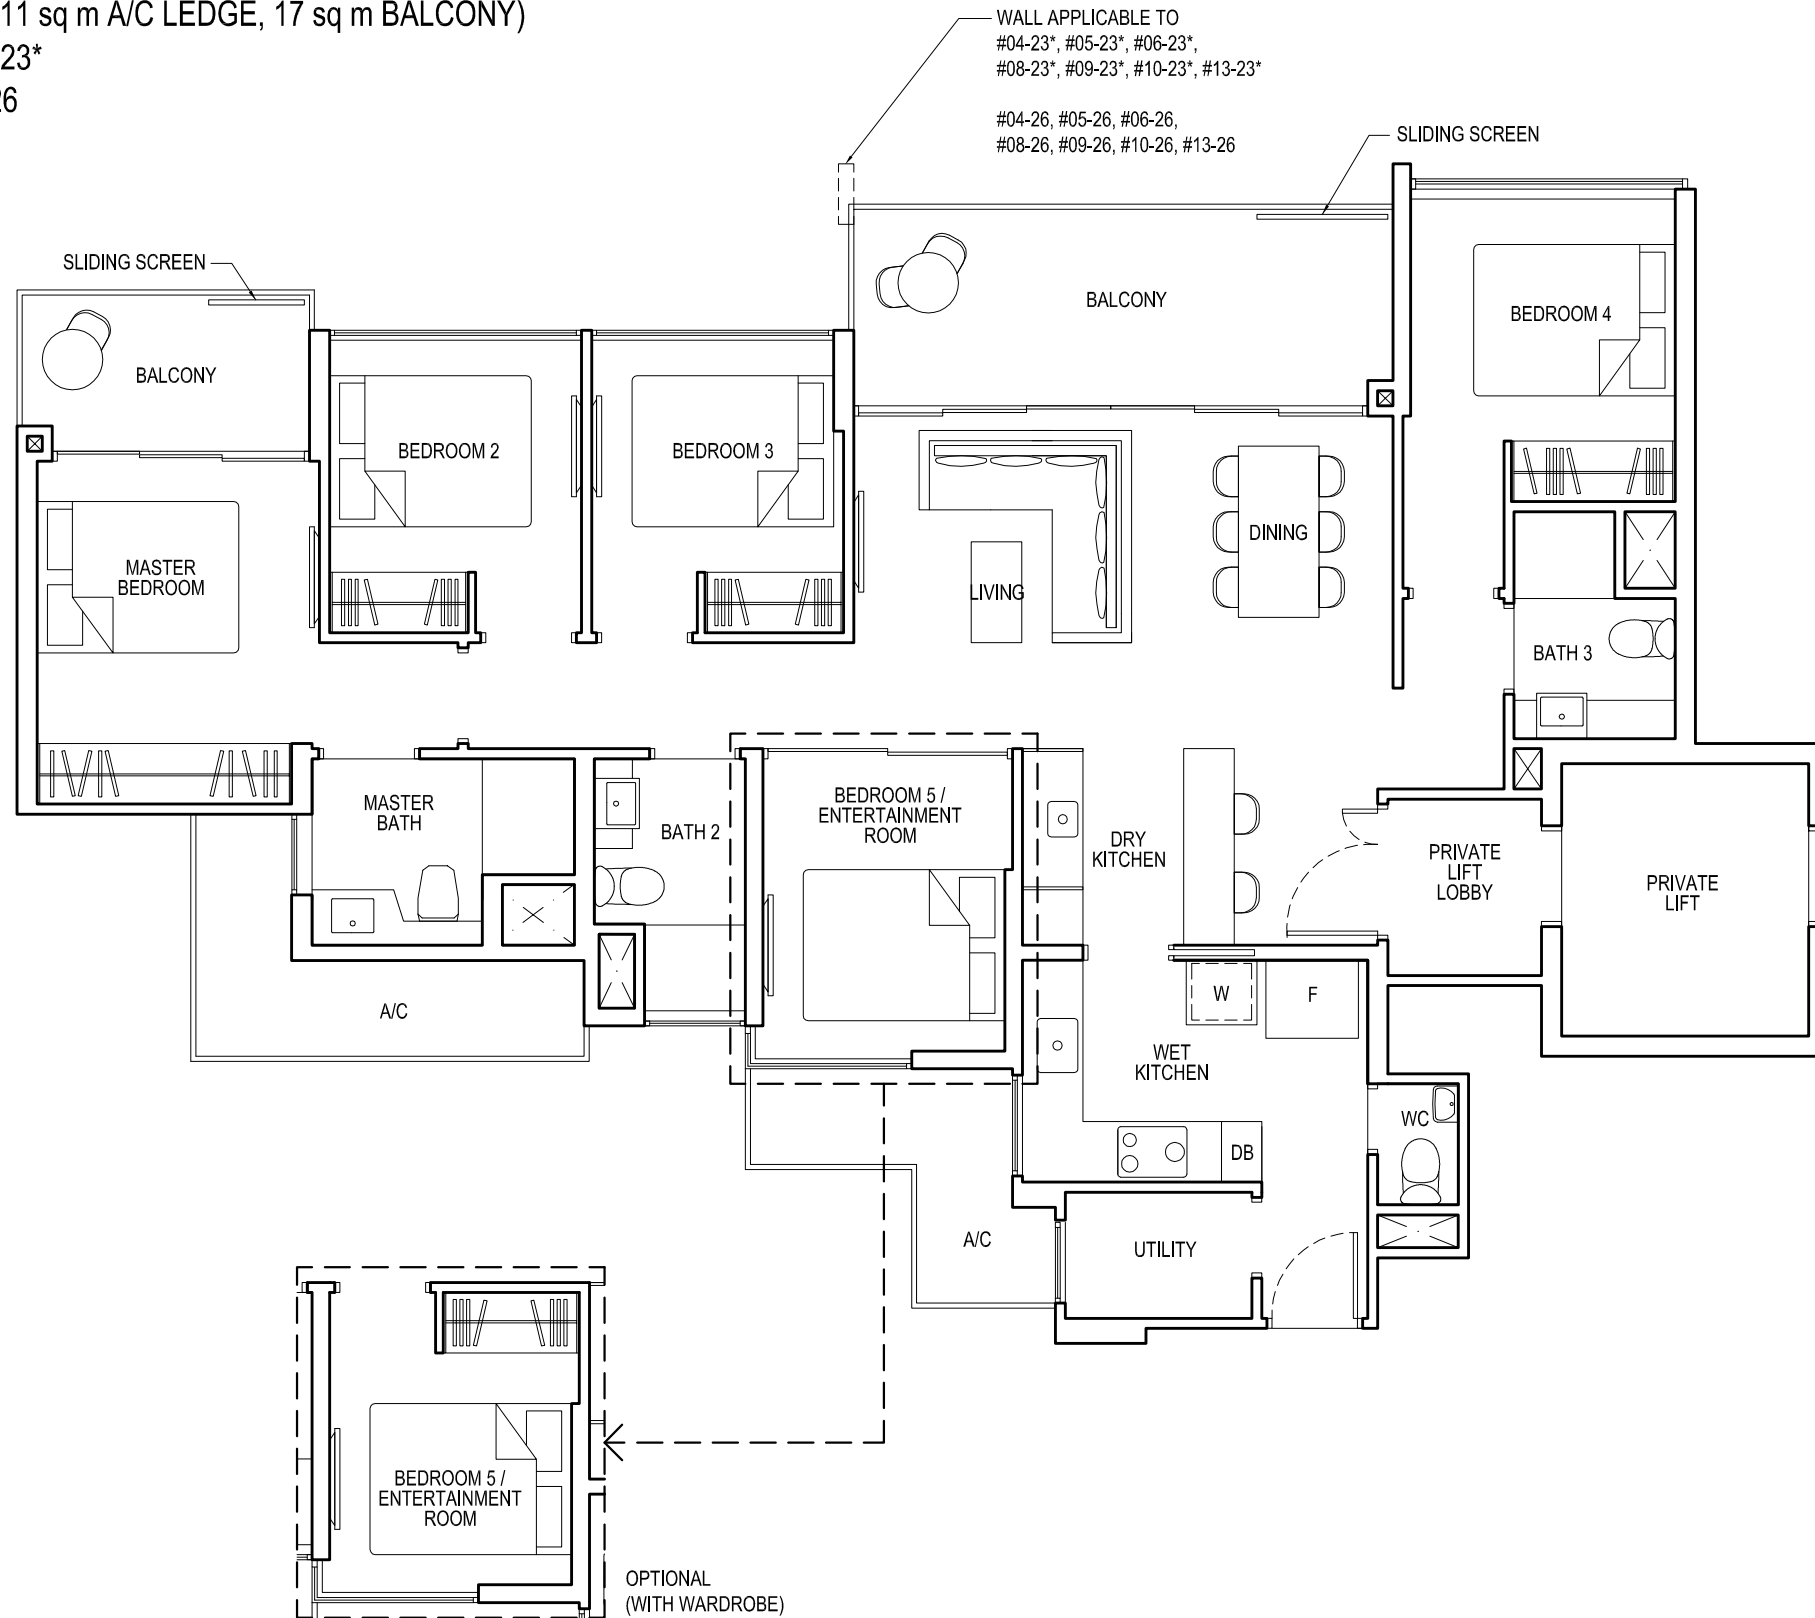 11 sq m A/C LEDGE, 17 sq m BALCONY)
23*
26
WALL APPLICABLE TO
#04-23*, #05-23*, #06-23*,
#08-23*, #09-23*, #10-23*, #13-23*
#04-26, #05-26, #06-26,
#08-26, #09-26, #10-26, #13-26
SLIDING SCREEN
SLIDING SCREEN
BALCONY
BEDROOM 4
BALCONY
BEDROOM 2
BEDROOM 3
DINING
MASTER
BEDROOM
LIVING
BATH 3
MASTER
BATH
BATH 2
BEDROOM 5 /
ENTERTAINMENT
ROOM
DRY
KITCHEN
PRIVATE
LIFT
LOBBY
PRIVATE
LIFT
A/C
W
F
WET
KITCHEN
WC
DB
A/C
UTILITY
BEDROOM 5 /
ENTERTAINMENT
ROOM
OPTIONAL
(WITH WARDROBE)